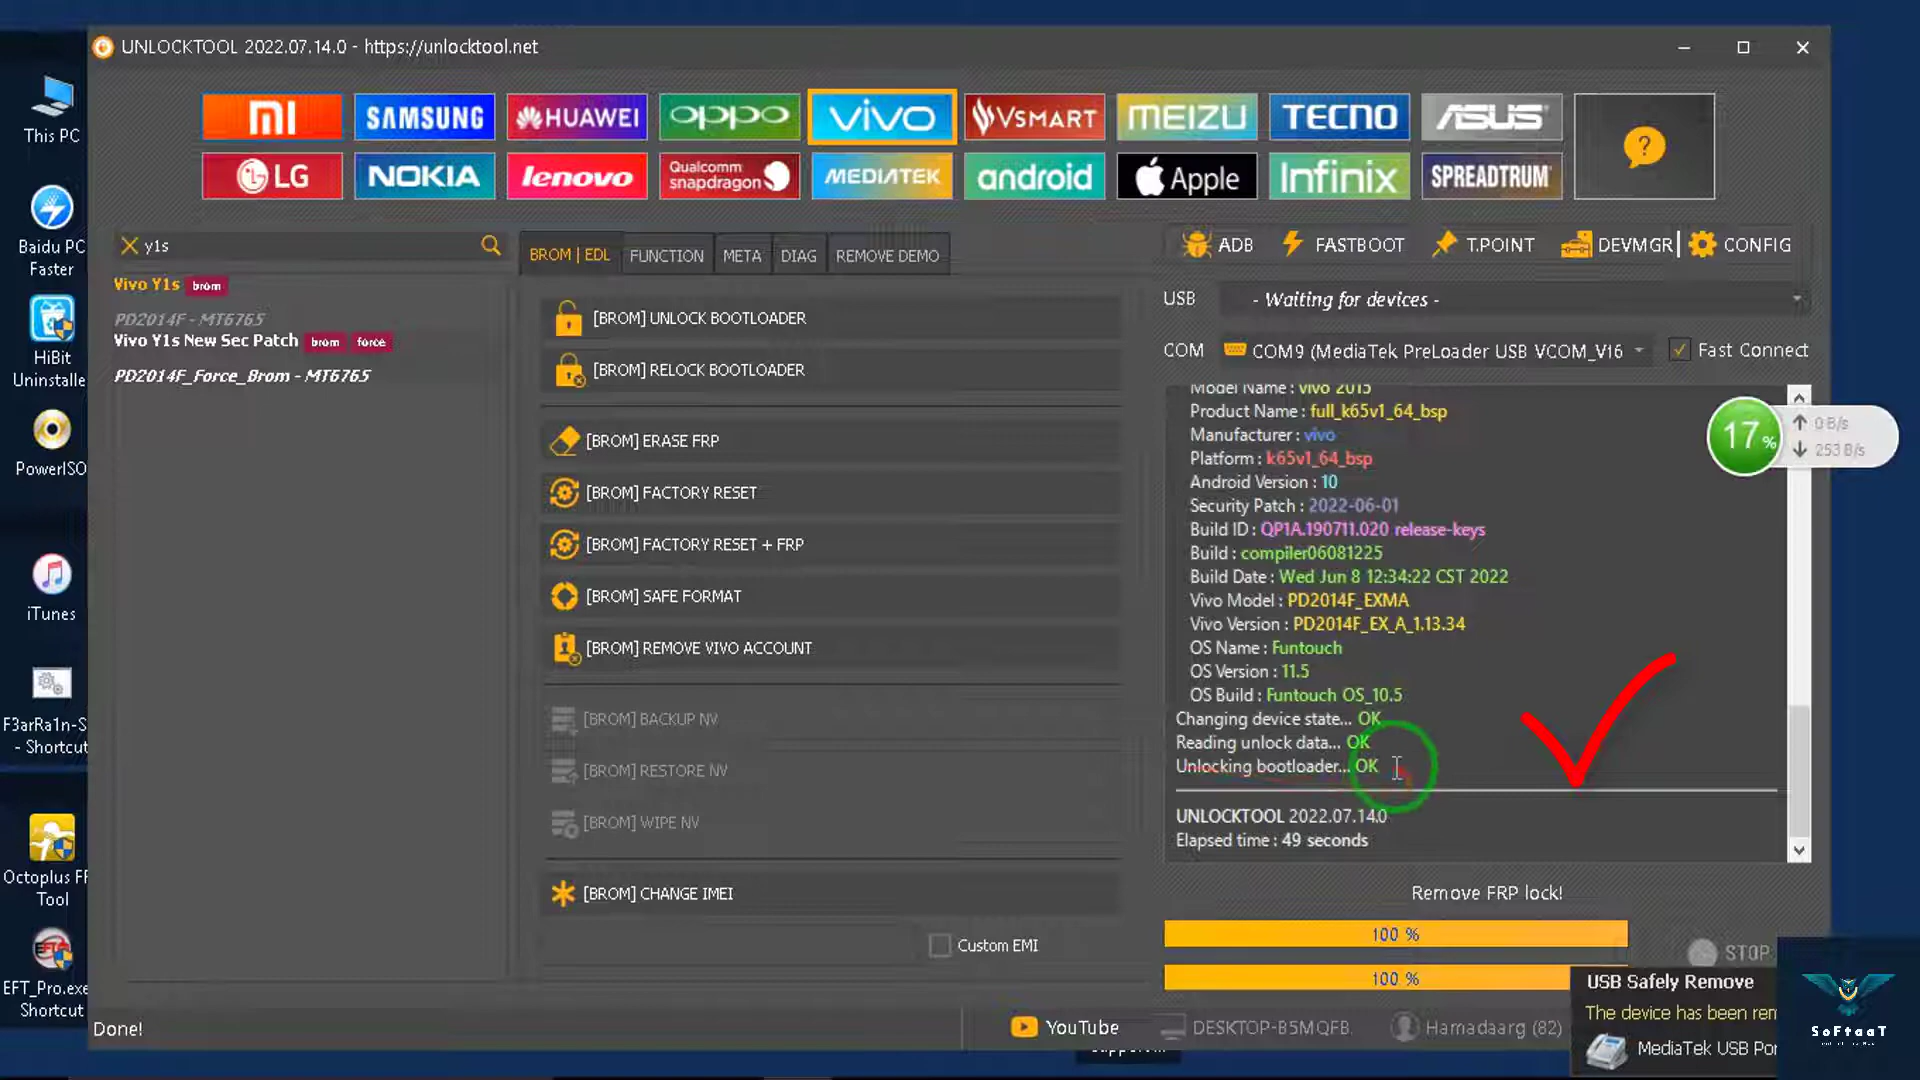 UNLOCKTOOL 2022.07.14.0 - https://unlocktool.net
This PC
Baidu PC
Faster
HiBit
Uninstalle
PowerISO
iTunes
F3arRa1n-S
- Shortcut
Octoplus FF
Tool
EFT_Pro.exe
Shortcut
mi
SAMSUNG
HUAWEI
oppo
vivo
VSMART
MEIZU
TECNO
ASUS
?
LG
NOKIA
lenovo
Qualcomm
snapdragon
MEDIATEK
android
Apple
Infinix
SPREADTRUM
y1s
Vivo Y1s brom
PD2014F - MT6765
Vivo Y1s New Sec Patch brom force
PD2014F_Force_Brom - MT6765
BROM | EDL
FUNCTION
META
DIAG
REMOVE DEMO
[BROM] UNLOCK BOOTLOADER
[BROM] RELOCK BOOTLOADER
[BROM] ERASE FRP
[BROM] FACTORY RESET
[BROM] FACTORY RESET + FRP
[BROM] SAFE FORMAT
[BROM] REMOVE VIVO ACCOUNT
[BROM] BACKUP NV
[BROM] RESTORE NV
[BROM] WIPE NV
[BROM] CHANGE IMEI
Custom EMI
ADB
FASTBOOT
T.POINT
DEVMGR
CONFIG
USB - Waiting for devices -
COM COM9 (MediaTek PreLoader USB VCOM_V16
Fast Connect
Model Name : vivo 2015
Product Name : full_k65v1_64_bsp
Manufacturer : vivo
Platform : k65v1_64_bsp
Android Version : 10
Security Patch : 2022-06-01
Build ID : QP1A.190711.020 release-keys
Build : compiler06081225
Build Date : Wed Jun 8 12:34:22 CST 2022
Vivo Model : PD2014F_EXMA
Vivo Version : PD2014F_EX_A_1.13.34
OS Name : Funtouch
OS Version : 11.5
OS Build : Funtouch OS_10.5
Changing device state... OK
Reading unlock data... OK
Unlocking bootloader... OK
UNLOCKTOOL 2022.07.14.0
Elapsed time : 49 seconds
17%
0 B/s
253 B/s
Remove FRP lock!
100 %
100 %
STOP
USB Safely Remove
The device has been rem
MediaTek USB Por
SoFtaaT
Done!
YouTube
DESKTOP-B5MQFB.
Hamadaarg (82)